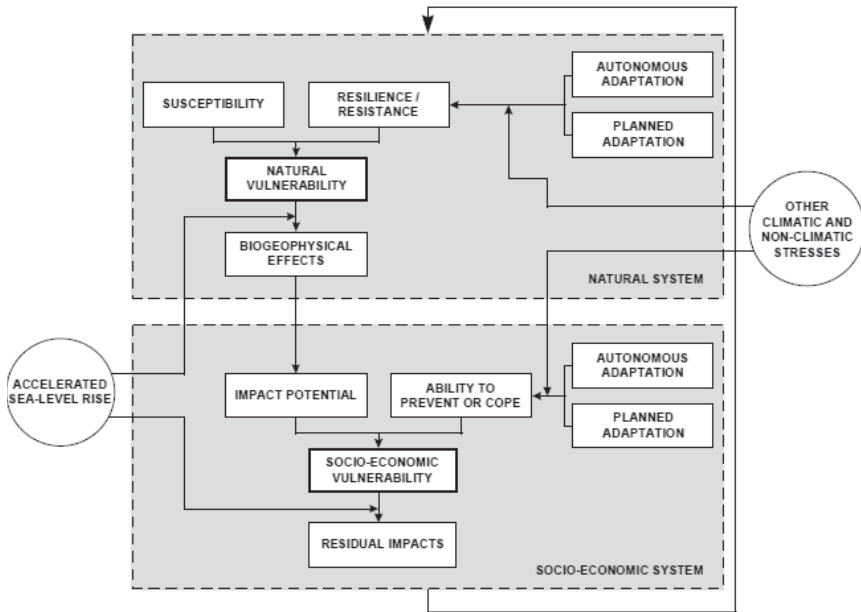 AUTONOMOUS
ADAPTATION
SUSCEPTIBILITY
RESILIENCE /
RESISTANCE
PLANNED
ADAPTATION
NATURAL
VULNERABILITY
OTHER
CLIMATIC AND
NON-CLIMATIC
STRESSES
BIOGEOPHYSICAL
EFFECTS
NATURAL SYSTEM
ACCELERATED
SEA-LEVEL RISE
IMPACT POTENTIAL
ABILITY TO
PREVENT OR COPE
AUTONOMOUS
ADAPTATION
PLANNED
ADAPTATION
SOCIO-ECONOMIC
VULNERABILITY
RESIDUAL IMPACTS
SOCIO-ECONOMIC SYSTEM